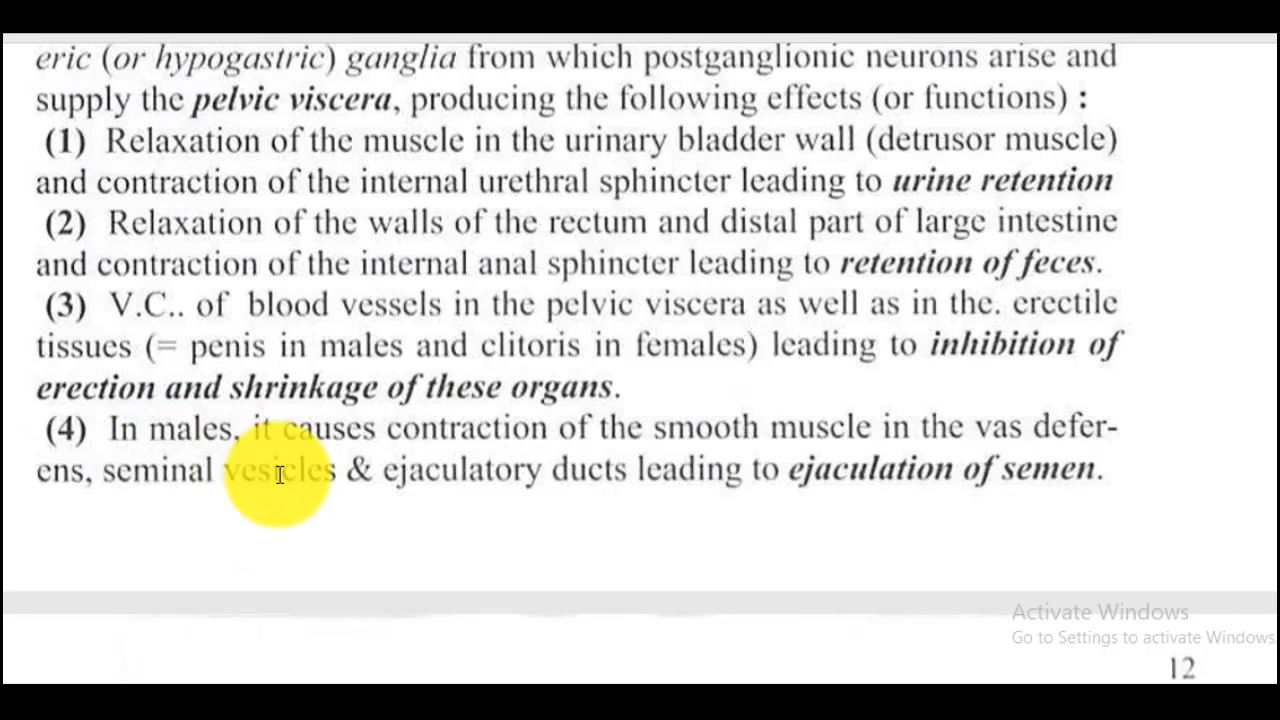 eric (or hypogastric) ganglia from which postganglionic neurons arise and
supply the pelvic viscera, producing the following effects (or functions) :
(1) Relaxation of the muscle in the urinary bladder wall (detrusor muscle)
and contraction of the internal urethral sphincter leading to urine retention
(2) Relaxation of the walls of the rectum and distal part of large intestine
and contraction of the internal anal sphincter leading to retention of feces.
(3) V.C.. of blood vessels in the pelvic viscera as well as in the. erectile
tissues (= penis in males and clitoris in females) leading to inhibition of
erection and shrinkage of these organs.
(4) In males, it causes contraction of the smooth muscle in the vas defer-
ens, seminal vesicles & ejaculatory ducts leading to ejaculation of semen.
Activate Windows
Go to Settings to activate Windows
12